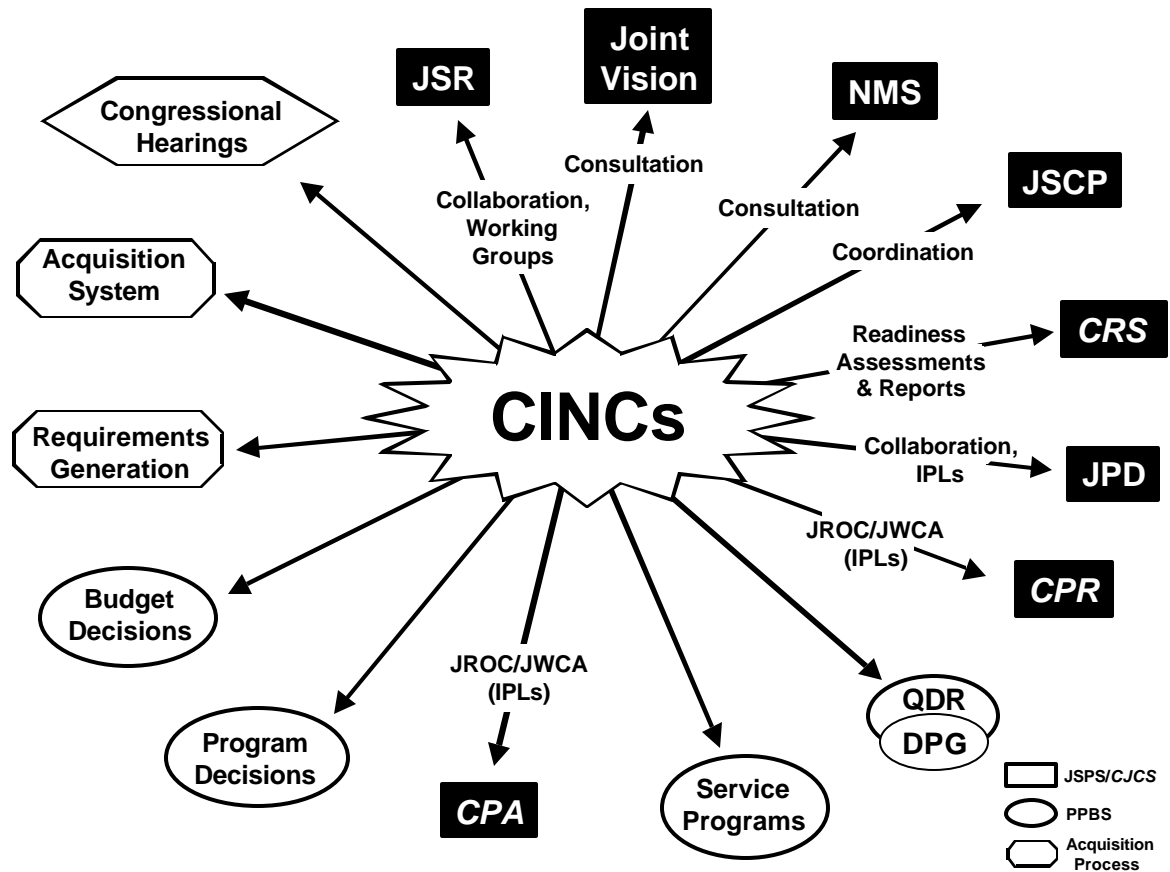 Congressional
Hearings
JSR
Joint
Vision
NMS
JSCP
Consultation
Collaboration,
Working
Groups
Consultation
Coordination
Acquisition
System
CINCs
Readiness
Assessments
& Reports
CRS
Requirements
Generation
Collaboration,
IPLs
JPD
JROC/JWCA
(IPLs)
CPR
Budget
Decisions
Program
Decisions
JROC/JWCA
(IPLs)
CPA
Service
Programs
QDR
DPG
JSPS/CJCS
PPBS
Acquisition
Process